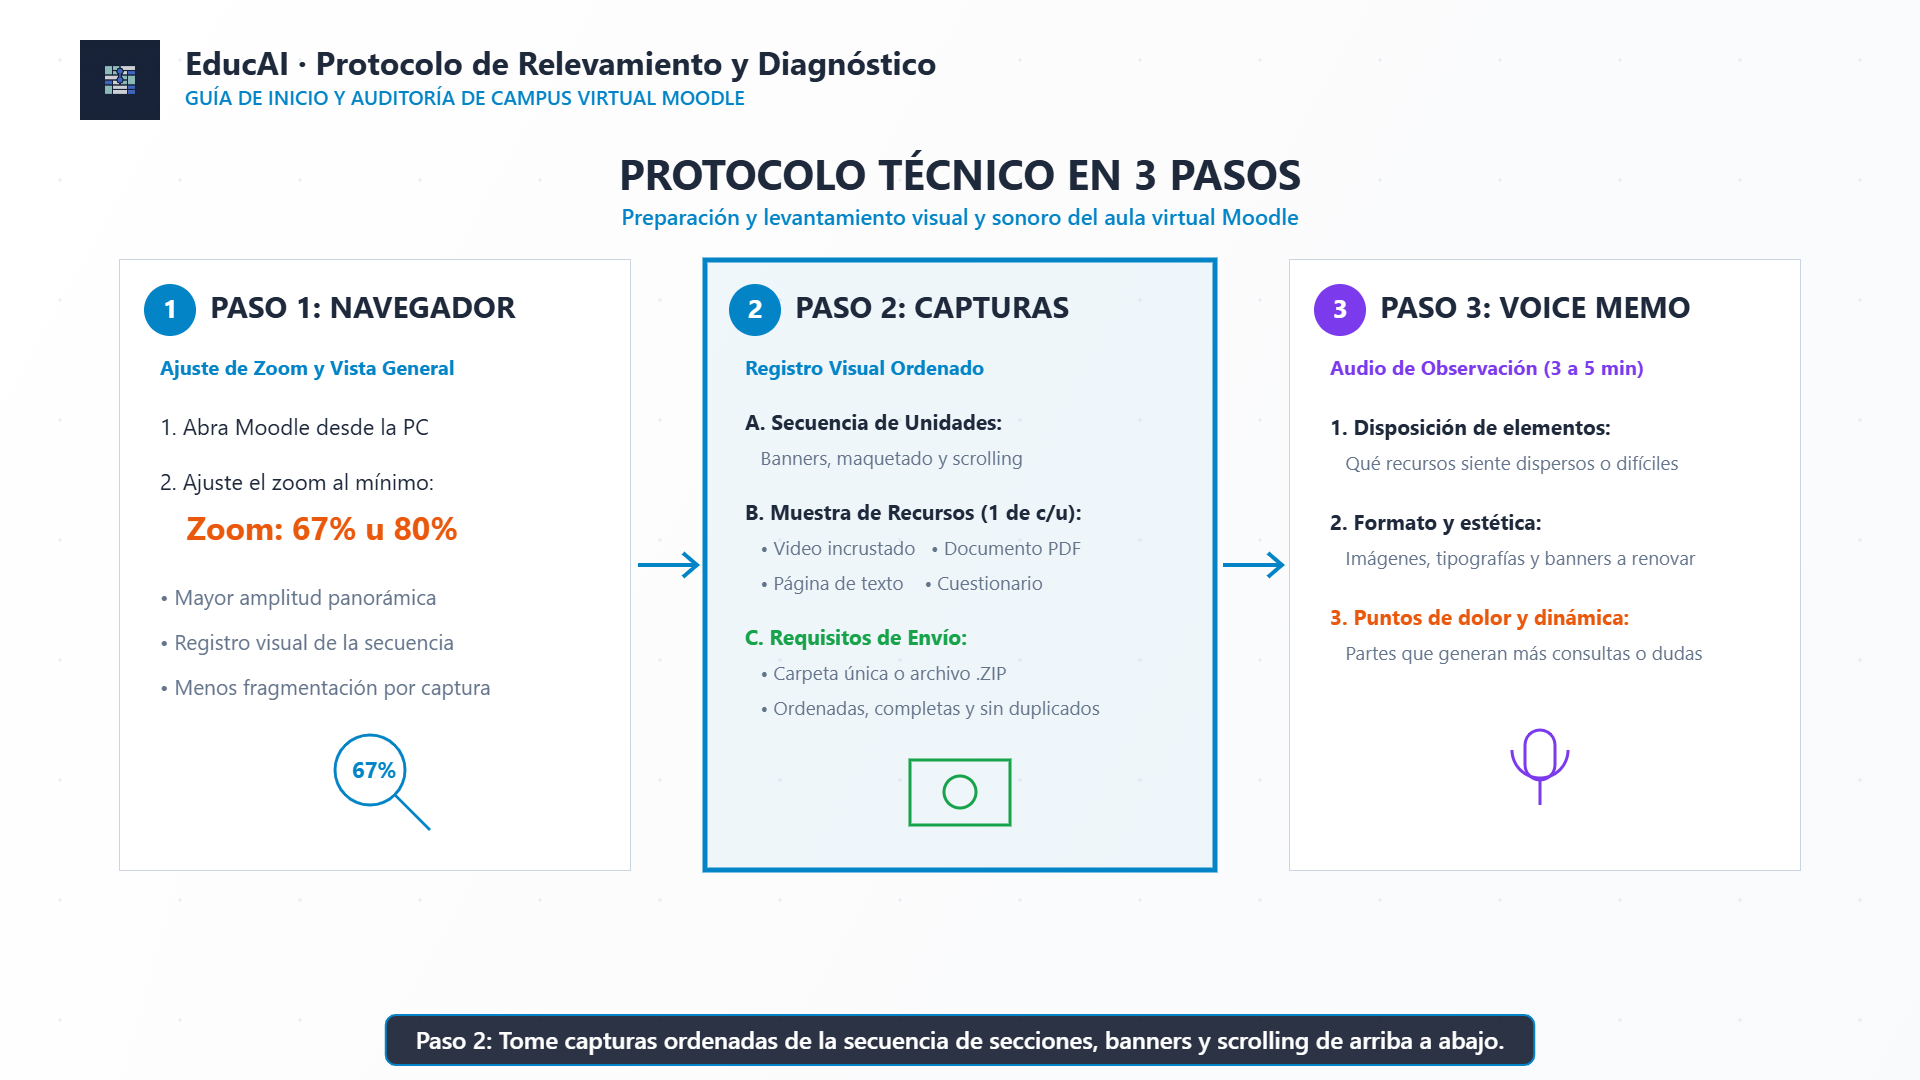 EducAI · Protocolo de Relevamiento y Diagnóstico
GUÍA DE INICIO Y AUDITORÍA DE CAMPUS VIRTUAL MOODLE
PROTOCOLO TÉCNICO EN 3 PASOS
Preparación y levantamiento visual y sonoro del aula virtual Moodle
1 PASO 1: NAVEGADOR
Ajuste de Zoom y Vista General
1. Abra Moodle desde la PC
2. Ajuste el zoom al mínimo:
Zoom: 67% u 80%
• Mayor amplitud panorámica
• Registro visual de la secuencia
• Menos fragmentación por captura
67%
2 PASO 2: CAPTURAS
Registro Visual Ordenado
A. Secuencia de Unidades:
Banners, maquetado y scrolling
B. Muestra de Recursos (1 de c/u):
• Video incrustado • Documento PDF
• Página de texto • Cuestionario
C. Requisitos de Envío:
• Carpeta única o archivo .ZIP
• Ordenadas, completas y sin duplicados
3 PASO 3: VOICE MEMO
Audio de Observación (3 a 5 min)
1. Disposición de elementos:
Qué recursos siente dispersos o difíciles
2. Formato y estética:
Imágenes, tipografías y banners a renovar
3. Puntos de dolor y dinámica:
Partes que generan más consultas o dudas
Paso 2: Tome capturas ordenadas de la secuencia de secciones, banners y scrolling de arriba a abajo.